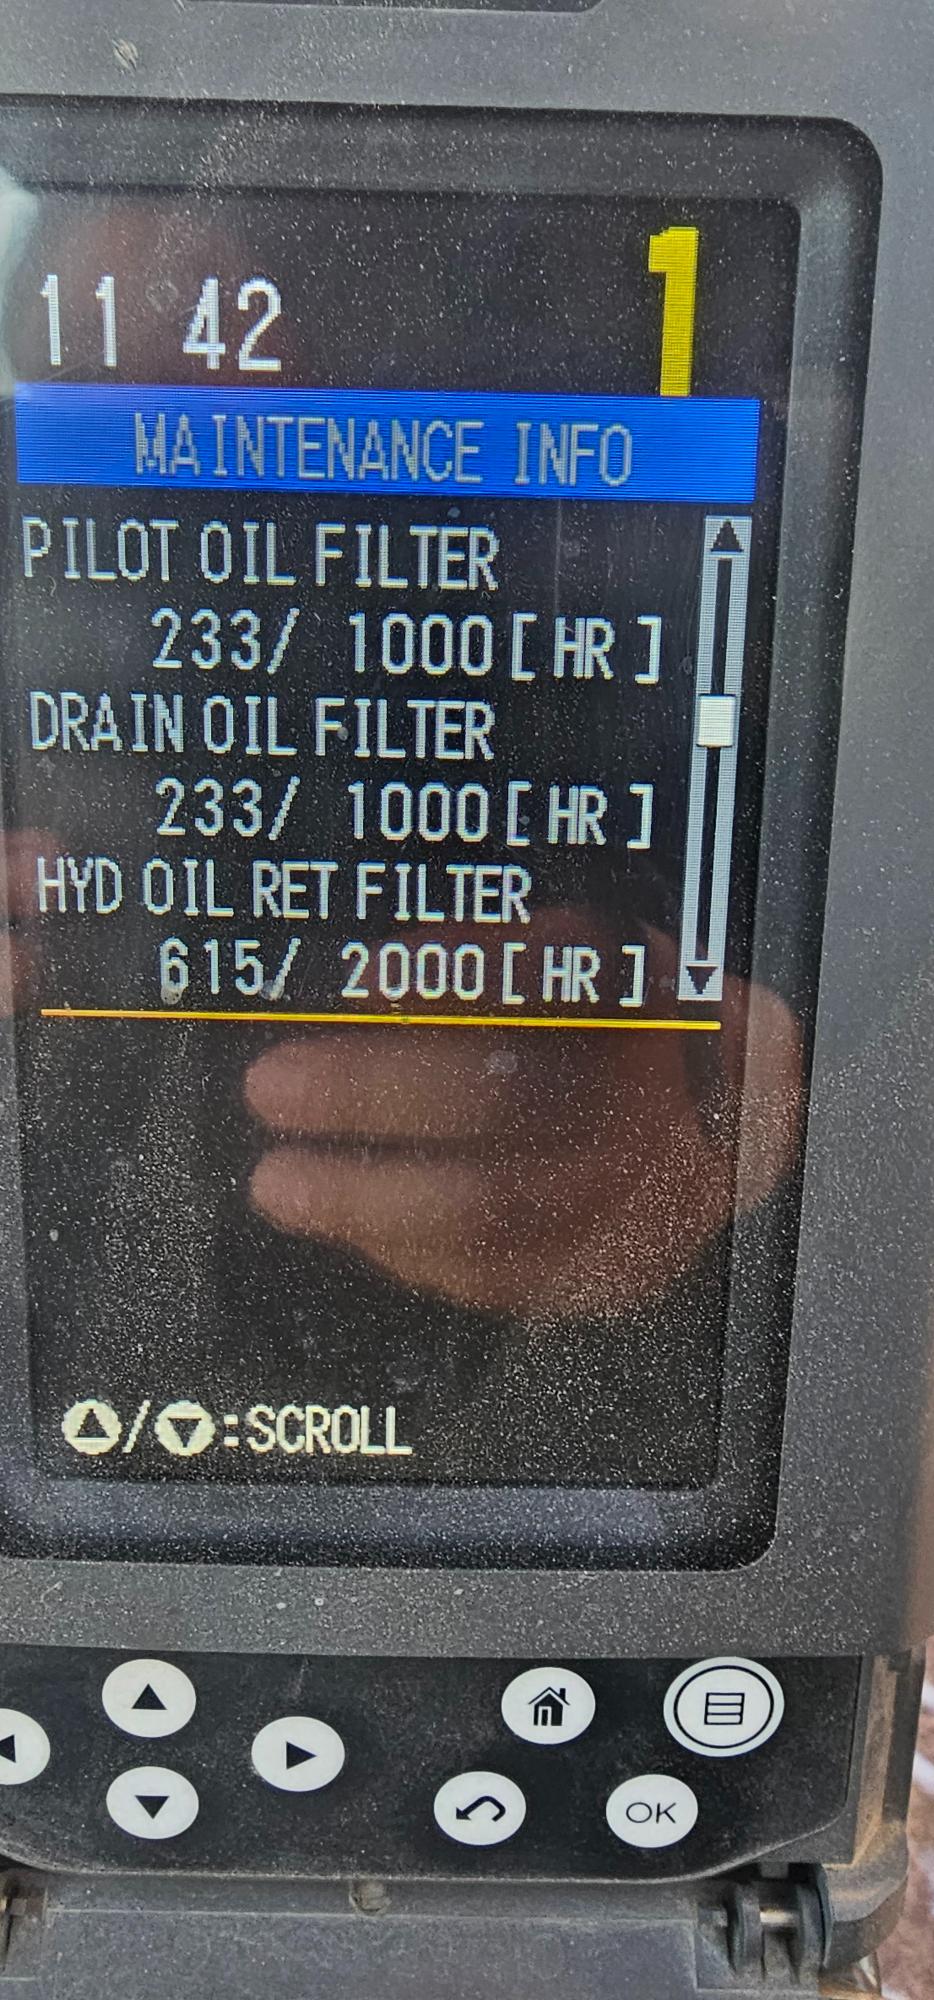 11 42
1
MAINTENANCE INFO
PILOT OIL FILTER
233/ 1000[HR]
DRAIN OIL FILTER
233/ 1000[HR]
HYD OIL RET FILTER
615/ 2000[HR]
▲/▼:SCROLL
OK